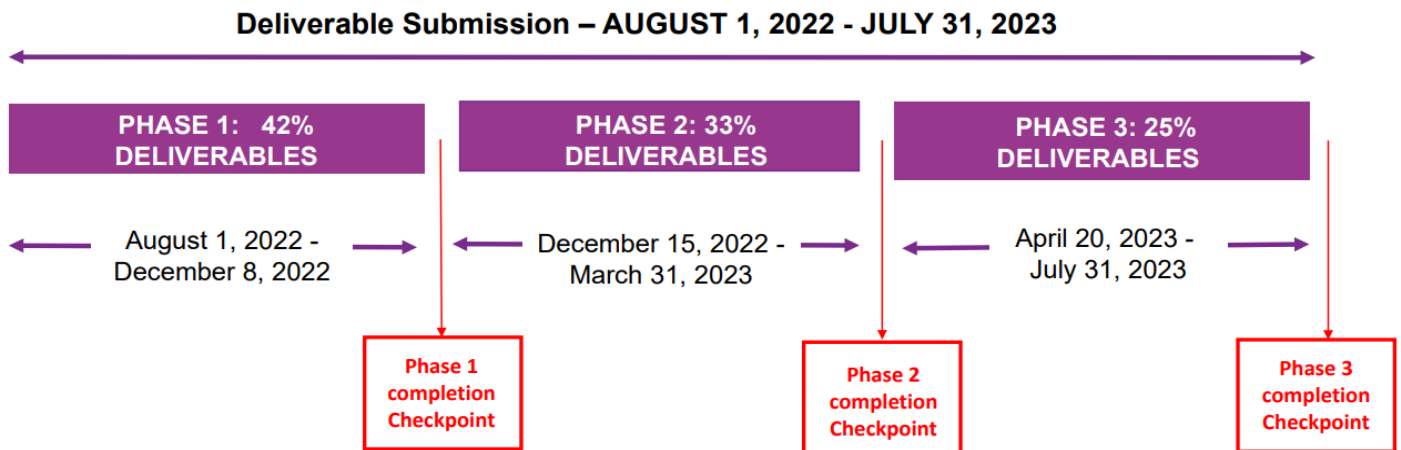 Deliverable Submission – AUGUST 1, 2022 - JULY 31, 2023
PHASE 1: 42%
DELIVERABLES
PHASE 2: 33%
DELIVERABLES
PHASE 3: 25%
DELIVERABLES
August 1, 2022 -
December 8, 2022
December 15, 2022 -
March 31, 2023
April 20, 2023 -
July 31, 2023
Phase 1
completion
Checkpoint
Phase 2
completion
Checkpoint
Phase 3
completion
Checkpoint